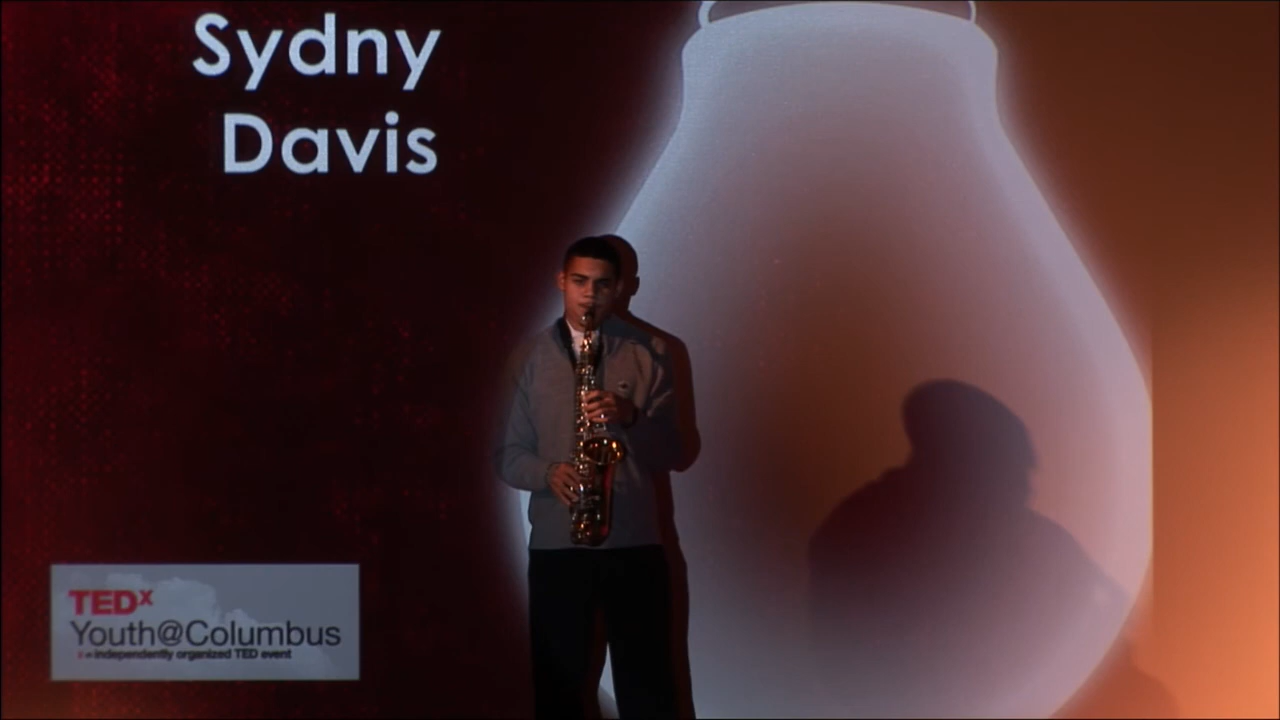 Sydny
Davis
TEDx
Youth@Columbus
independently organized TED event